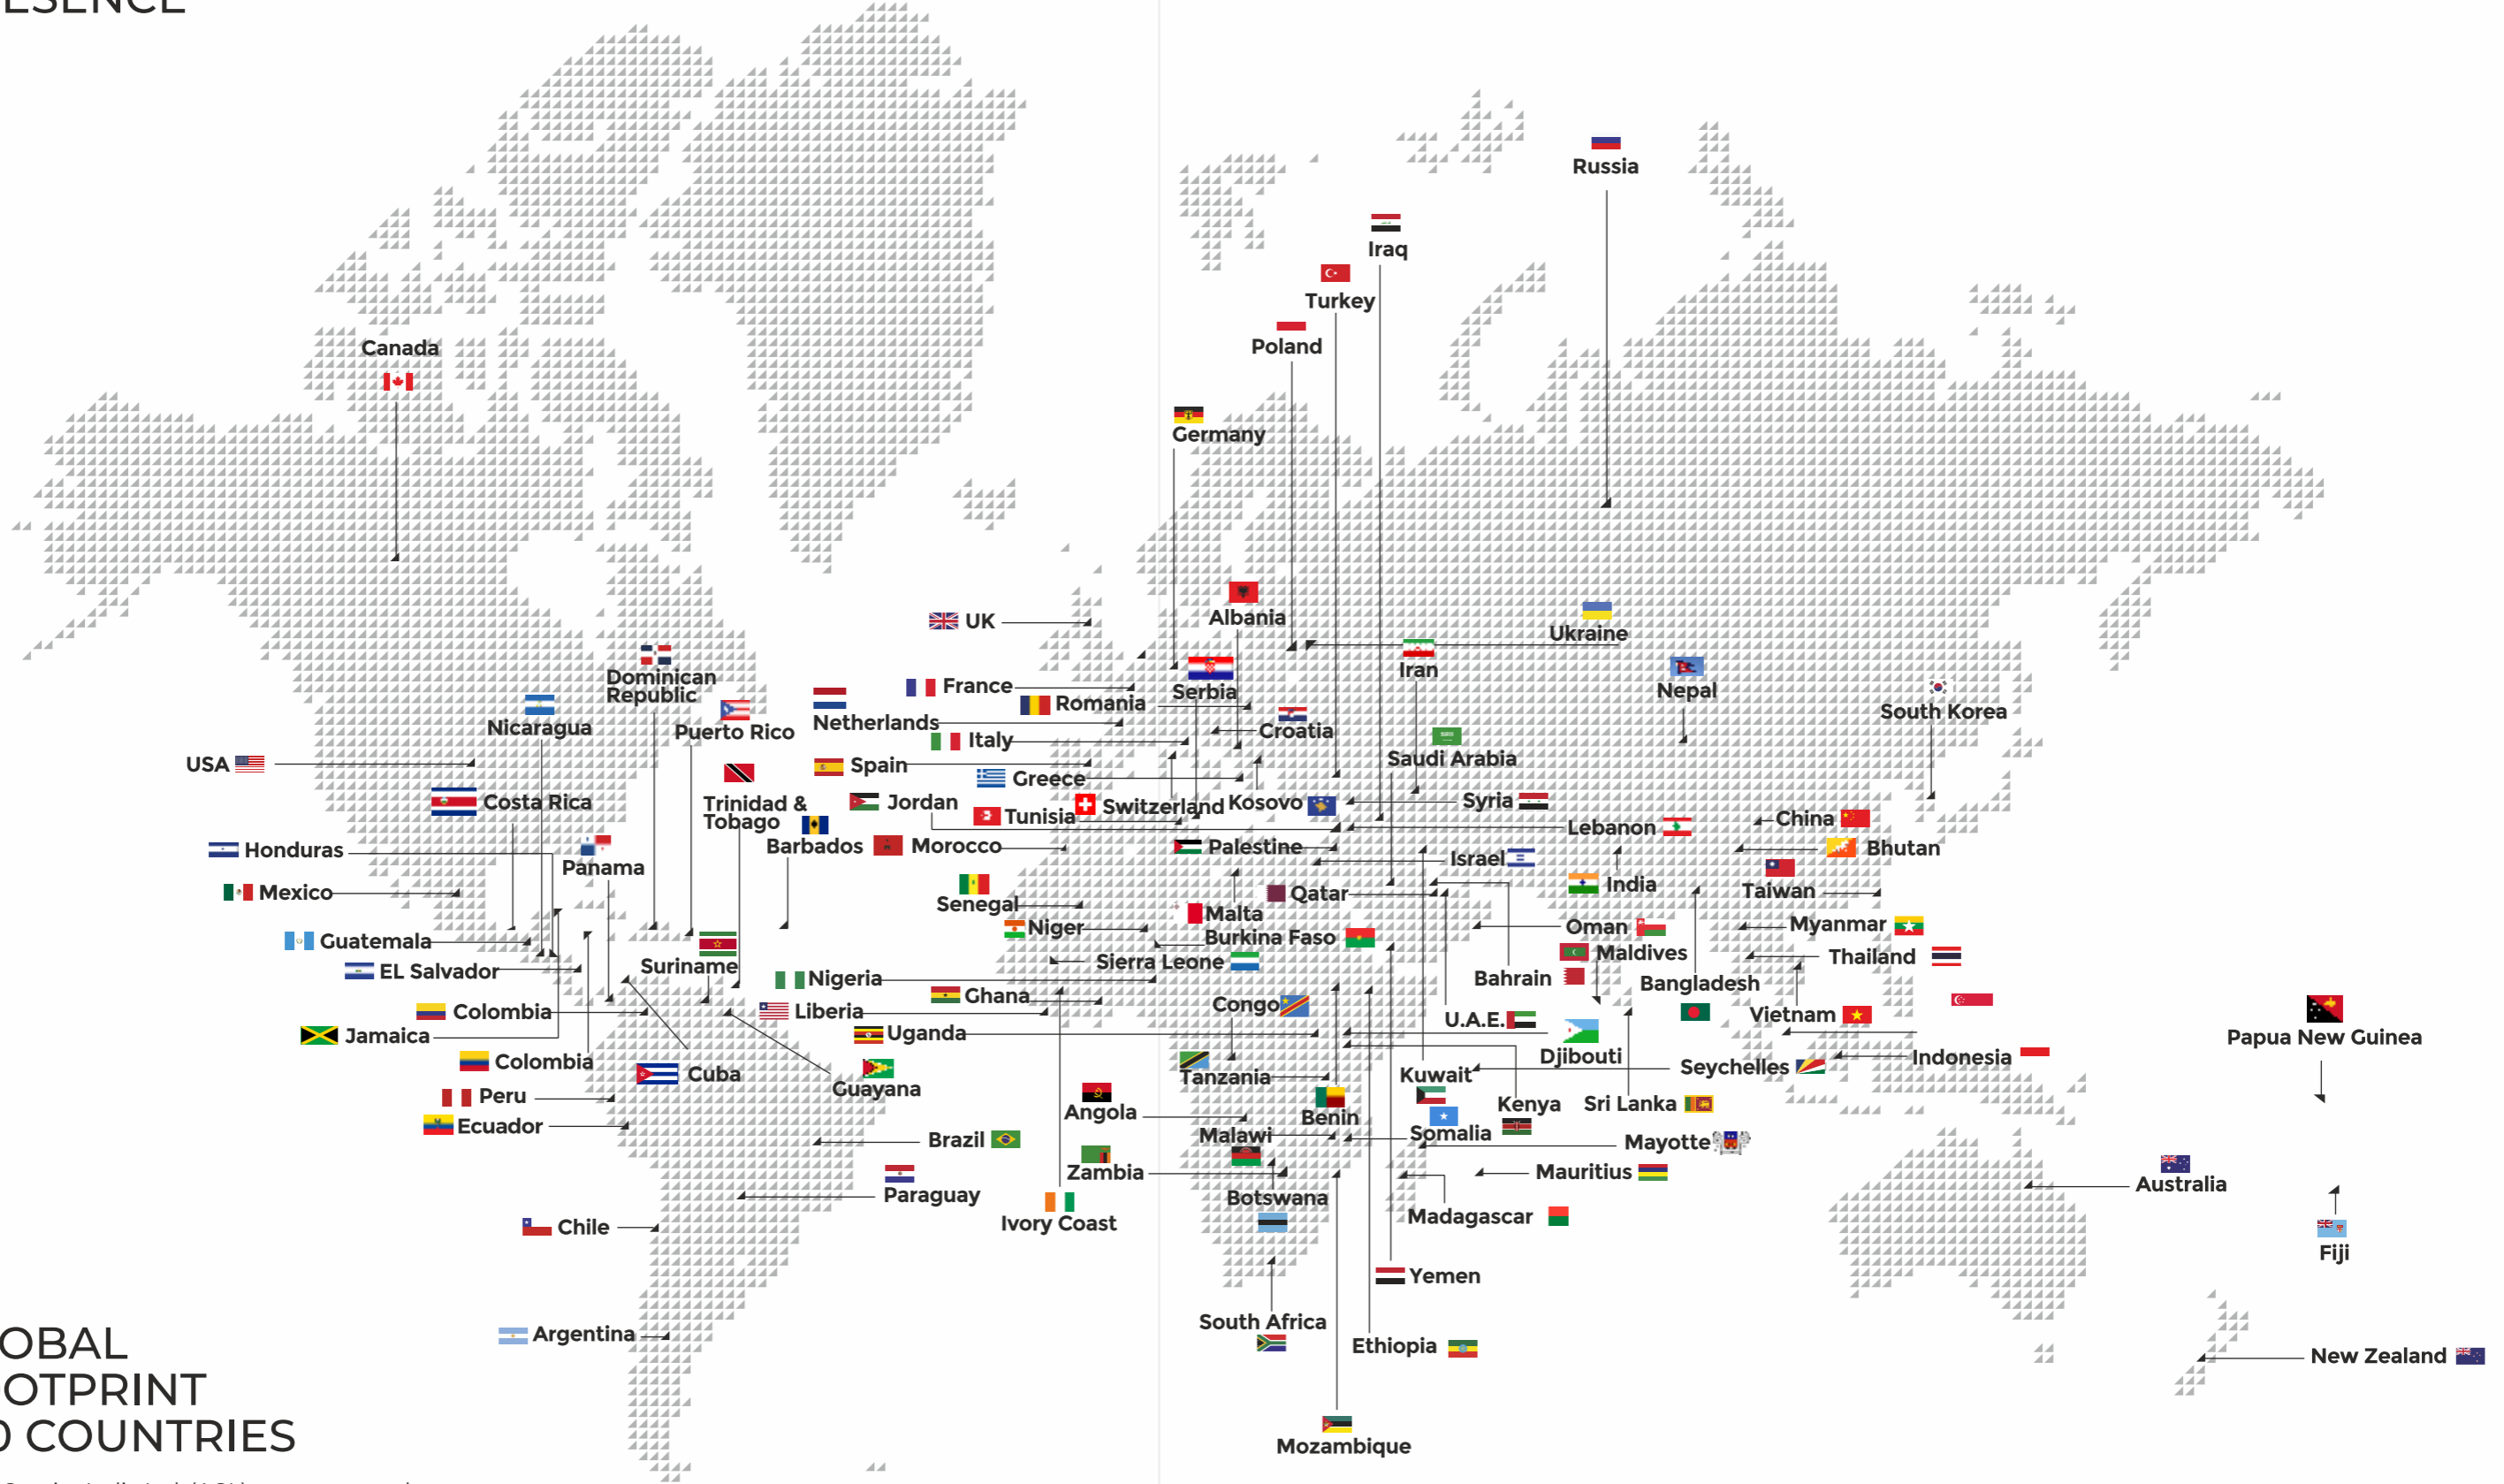 ESENCE
Russia
Iraq
Turkey
Poland
Canada
Germany
Albania
UK
Ukraine
Iran
Dominican
Republic
France
Serbia
Nepal
Romania
Nicaragua
Netherlands
Puerto Rico
Croatia
South Korea
Italy
Saudi Arabia
USA
Spain
Greece
Costa Rica
Trinidad &
Tobago
Jordan
Tunisia
Switzerland
Kosovo
Syria
China
Lebanon
Honduras
Barbados
Morocco
Palestine
Israel
Bhutan
Panama
Mexico
Qatar
India
Taiwan
Senegal
Malta
Niger
Burkina Faso
Oman
Myanmar
Guatemala
EL Salvador
Suriname
Sierra Leone
Maldives
Thailand
Nigeria
Bahrain
Bangladesh
Colombia
Liberia
Ghana
Congo
U.A.E.
Vietnam
Jamaica
Uganda
Djibouti
Papua New Guinea
Colombia
Cuba
Guayana
Tanzania
Kuwait
Seychelles
Indonesia
Peru
Angola
Benin
Kenya
Sri Lanka
Ecuador
Brazil
Malawi
Somalia
Mayotte
Zambia
Mauritius
Paraguay
Botswana
Australia
Chile
Ivory Coast
Madagascar
Fiji
Yemen
South Africa
Argentina
Ethiopia
New Zealand
Mozambique
OBAL
OTPRINT
0 COUNTRIES